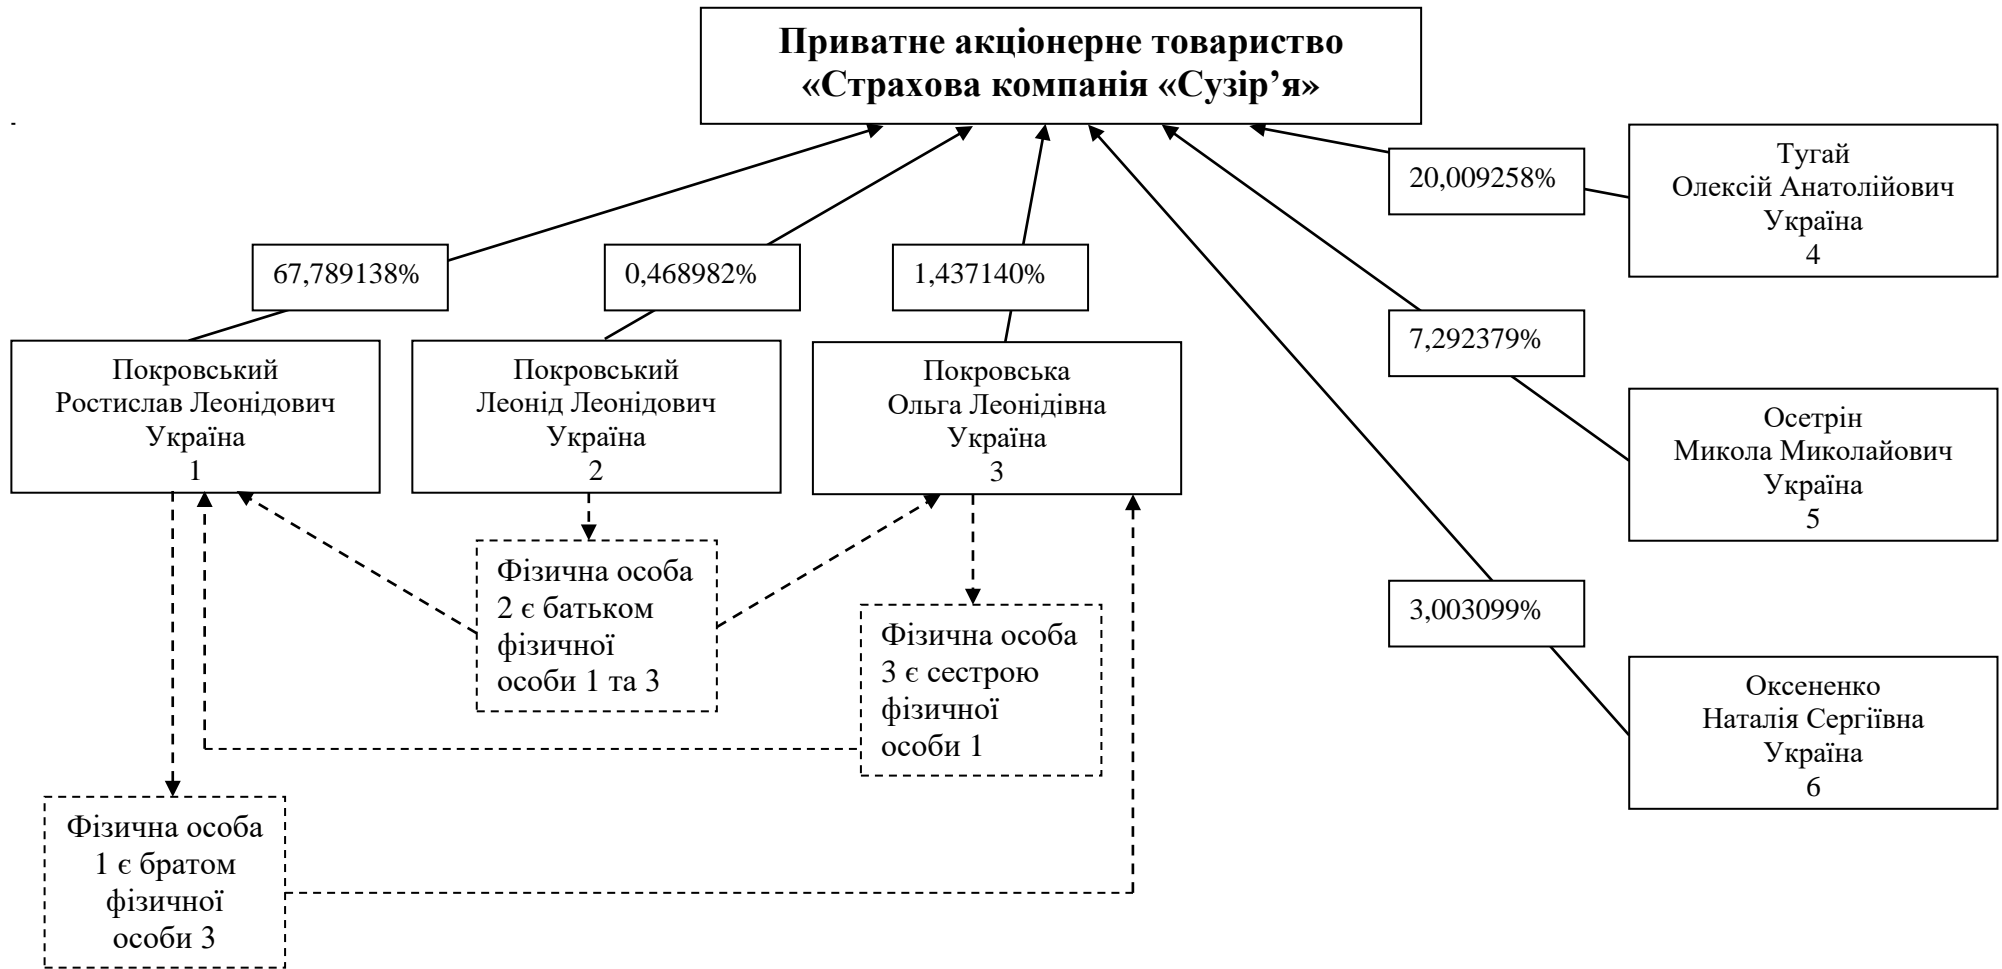 Приватне акціонерне товариство
«Страхова компанія «Сузір’я»
-
67,789138%
0,468982%
1,437140%
20,009258%
7,292379%
3,003099%
Покровський
Ростислав Леонідович
Україна
1
Покровський
Леонід Леонідович
Україна
2
Покровська
Ольга Леонідівна
Україна
3
Тугай
Олексій Анатолійович
Україна
4
Осетрін
Микола Миколайович
Україна
5
Оксененко
Наталія Сергіївна
Україна
6
Фізична особа
2 є батьком
фізичної
особи 1 та 3
Фізична особа
3 є сестрою
фізичної
особи 1
Фізична особа
1 є братом
фізичної
особи 3